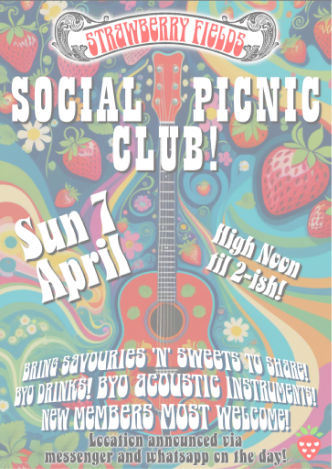 STRAWBERRY FIELDS
SOCIAL PICNIC
CLUB!
Sun 7
April
High Noon
til 2-ish!
BRING SAVOURIES 'N' SWEETS TO SHARE!
BYO DRINKS! BYO ACOUSTIC INSTRUMENTS!
NEW MEMBERS MOST WELCOME!
Location announced via
messenger and whatsapp on the day!